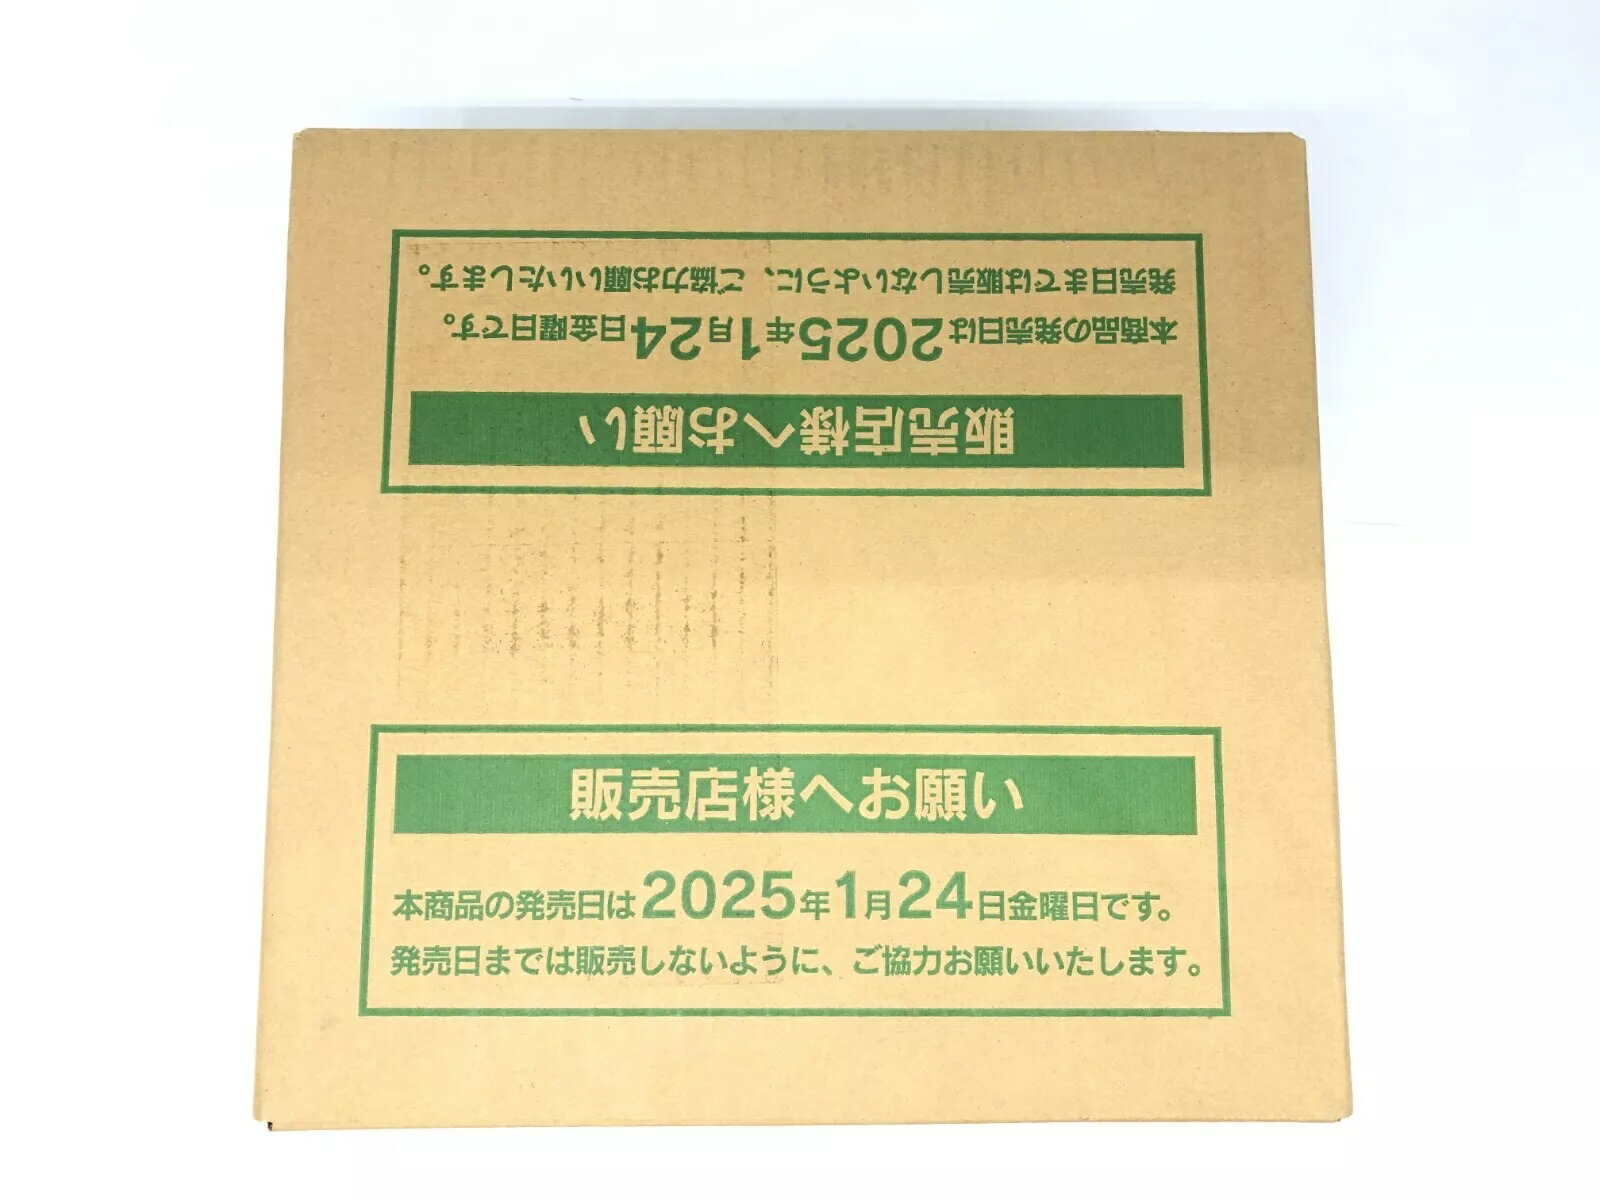 発売日までは販売しないように、ご協力お願いいたします。
本商品の発売日は2025年1月24日金曜日です。
販売店様へお願い
販売店様へお願い
本商品の発売日は2025年1月24日金曜日です。
発売日までは販売しないように、ご協力お願いいたします。